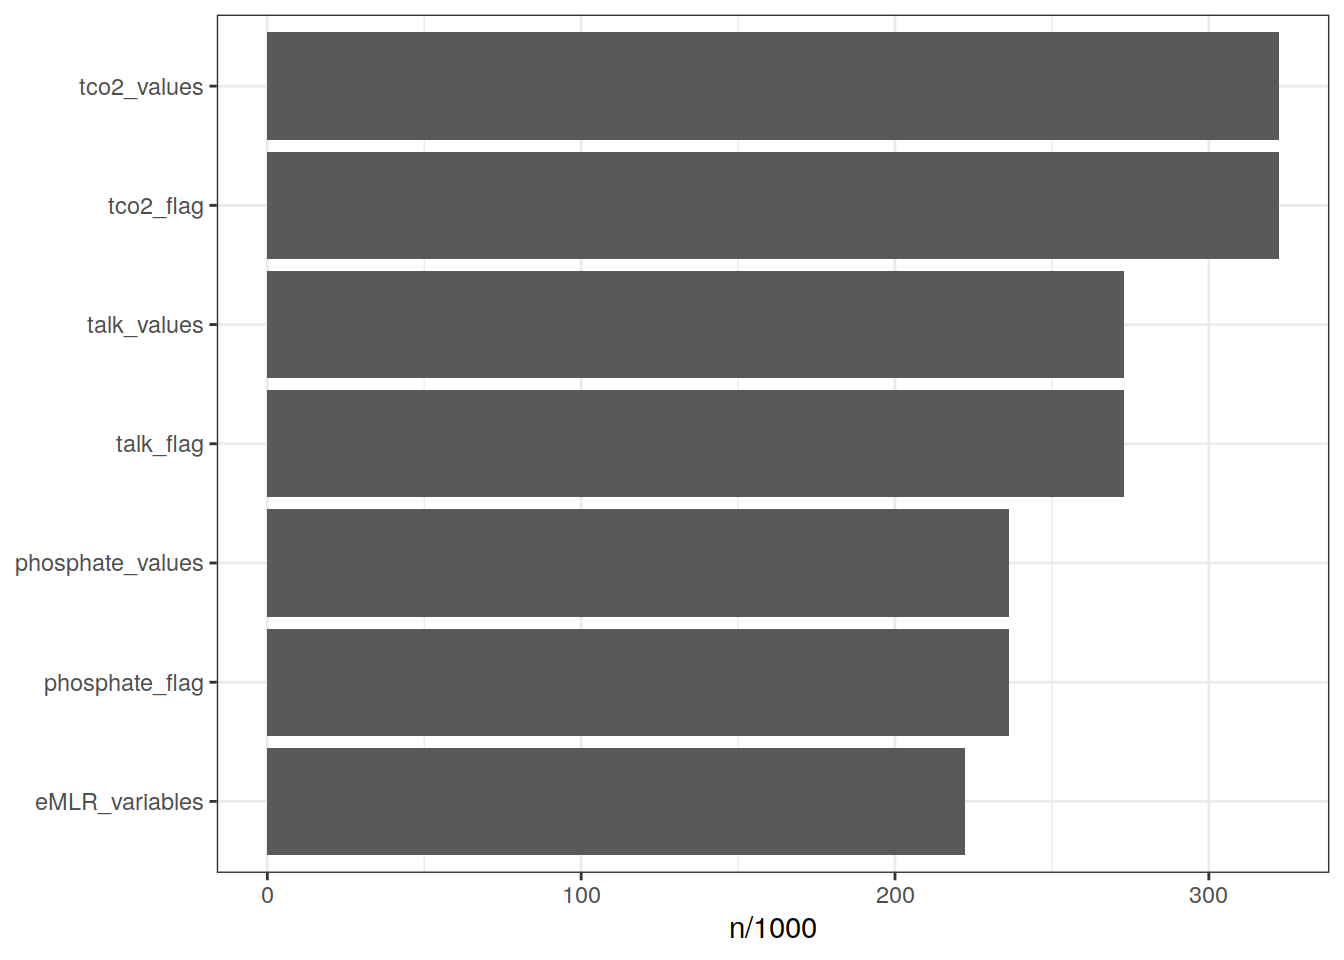 tco2_values
tco2_flag
talk_values
talk_flag
phosphate_values
phosphate_flag
eMLR_variables
0 100 200 300
n/1000